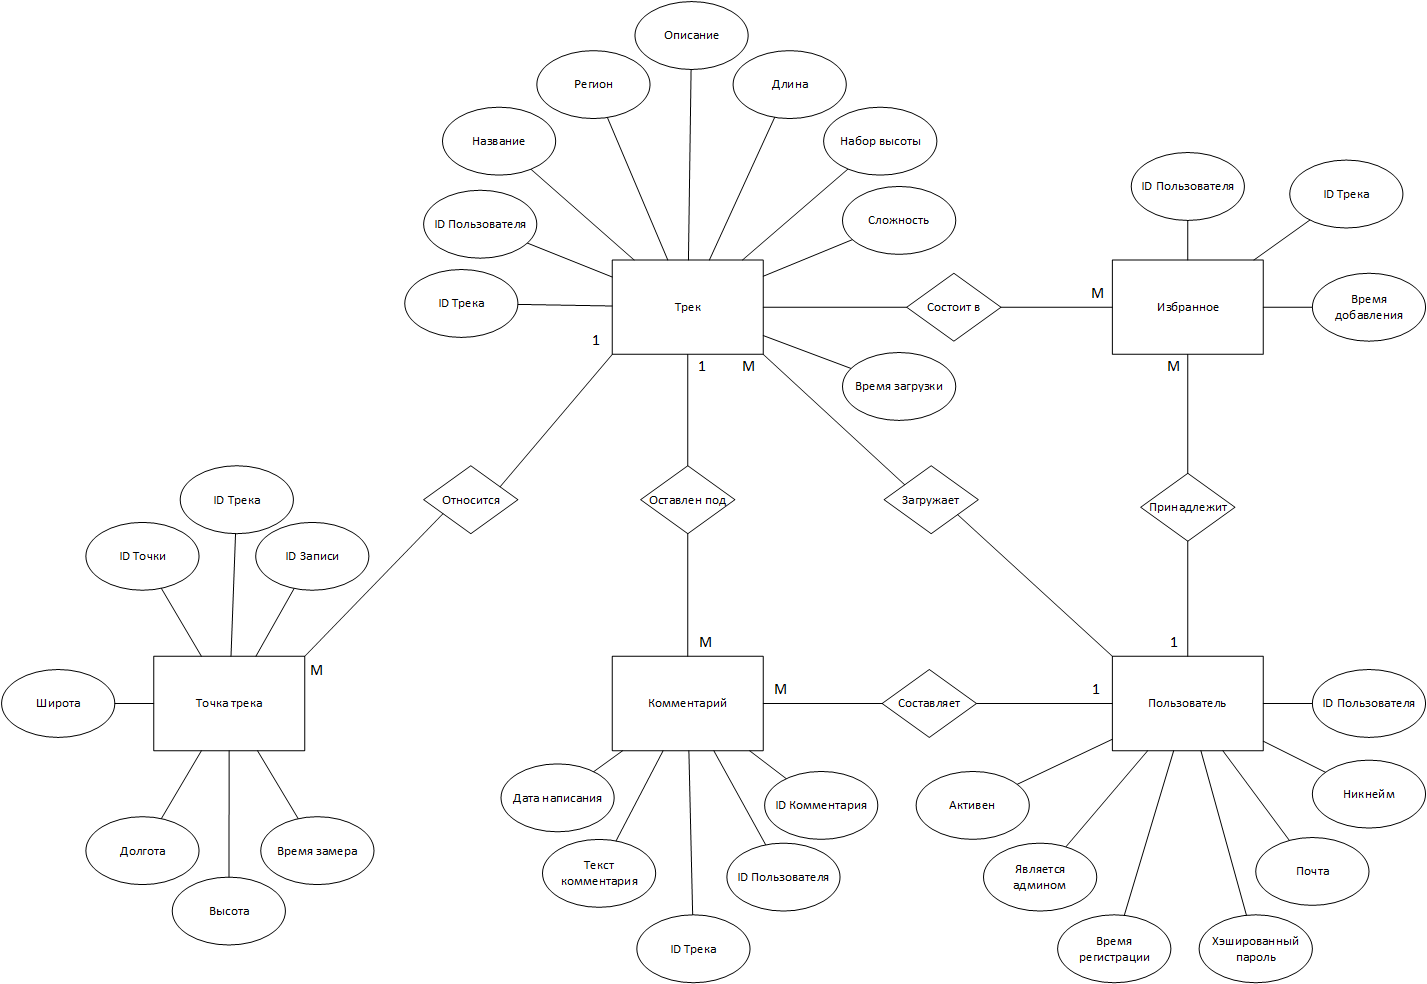 Описание
Регион
Длина
Название
Набор высоты
ID Пользователя
Сложность
ID Трека
Трек
1
1
M
Время загрузки
Состоит в
M
ID Пользователя
ID Трека
Избранное
Время
добавления
M
Относится
Оставлен под
Загружает
Принадлежит
ID Трека
ID Точки
ID Записи
M
M
1
Широта
Точка трека
Комментарий
M
Составляет
1
Пользователь
ID Пользователя
Долгота
Высота
Время замера
Дата написания
Текст
комментария
ID Трека
ID Пользователя
ID Комментария
Активен
Является
админом
Время
регистрации
Хэшированный
пароль
Почта
Никнейм